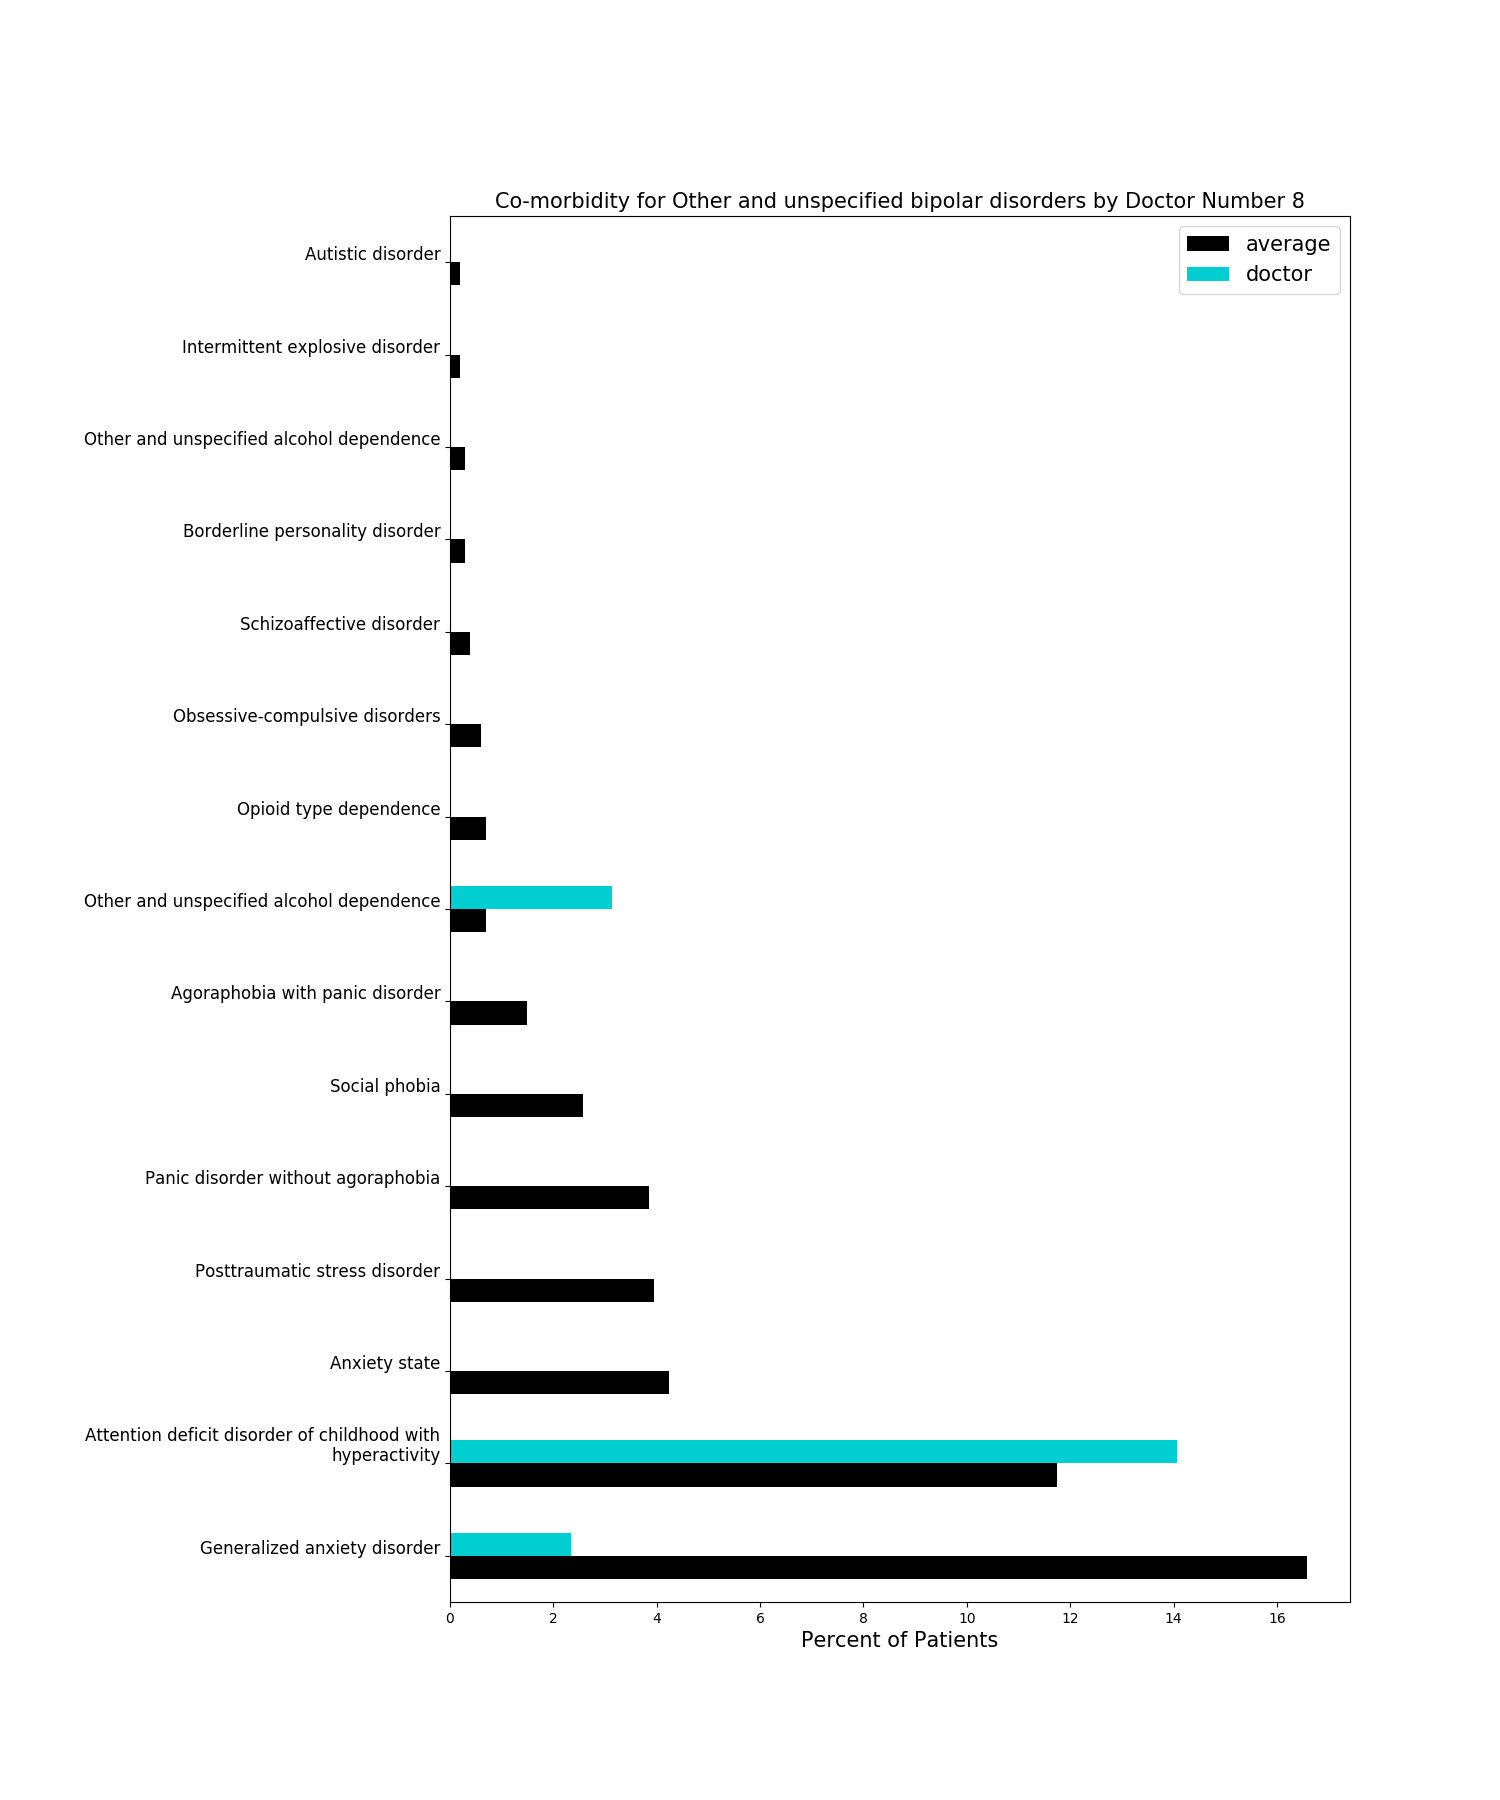 Co-morbidity for Other and unspecified bipolar disorders by Doctor Number 8
average
doctor
Autistic disorder
Intermittent explosive disorder
Other and unspecified alcohol dependence
Borderline personality disorder
Schizoaffective disorder
Obsessive-compulsive disorders
Opioid type dependence
Other and unspecified alcohol dependence
Agoraphobia with panic disorder
Social phobia
Panic disorder without agoraphobia
Posttraumatic stress disorder
Anxiety state
Attention deficit disorder of childhood with
hyperactivity
Generalized anxiety disorder
0 2 4 6 8 10 12 14 16
Percent of Patients